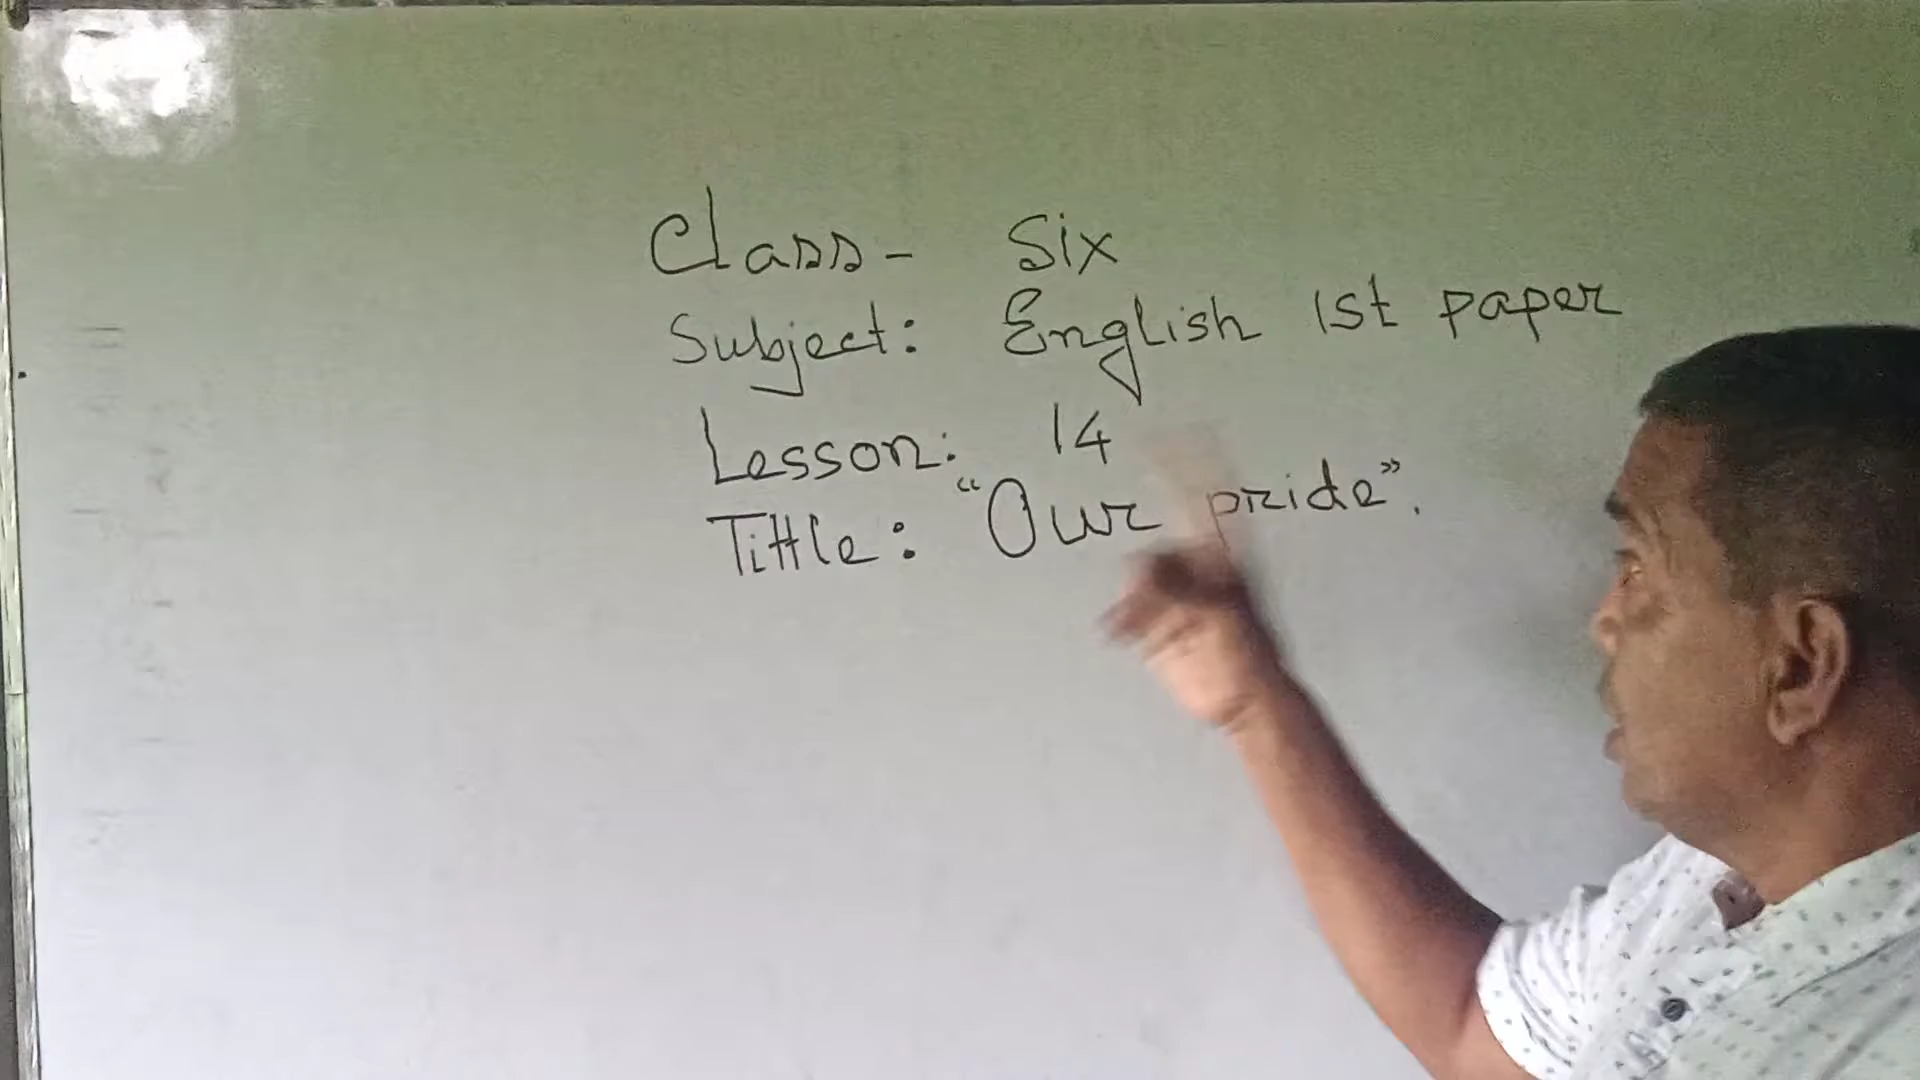 Class- Six
Subject: English 1st paper
Lesson: 14
Tittle: "Our pride".